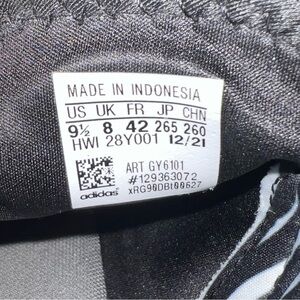 MADE IN INDONESIA
US UK FR JP CHN
9½ 8 42 265 260
HWI 28Y001 12/21
ART GY6101
#129363072
xRG90DBt00627
adidas